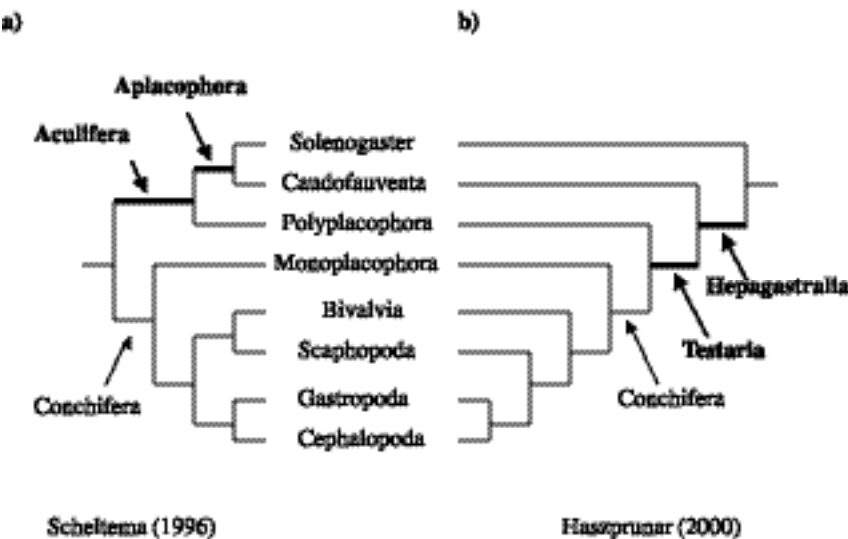 a)
b)
Aplacophora
Aculifera
Solenogaster
Caudofauveata
Polyplacophora
Monoplacophora
Hepagastralia
Bivalvia
Scaphopoda
Testaria
Gastropoda
Conchifera
Conchifera
Cephalopoda
Scheltema (1996)
Haszprunar (2000)